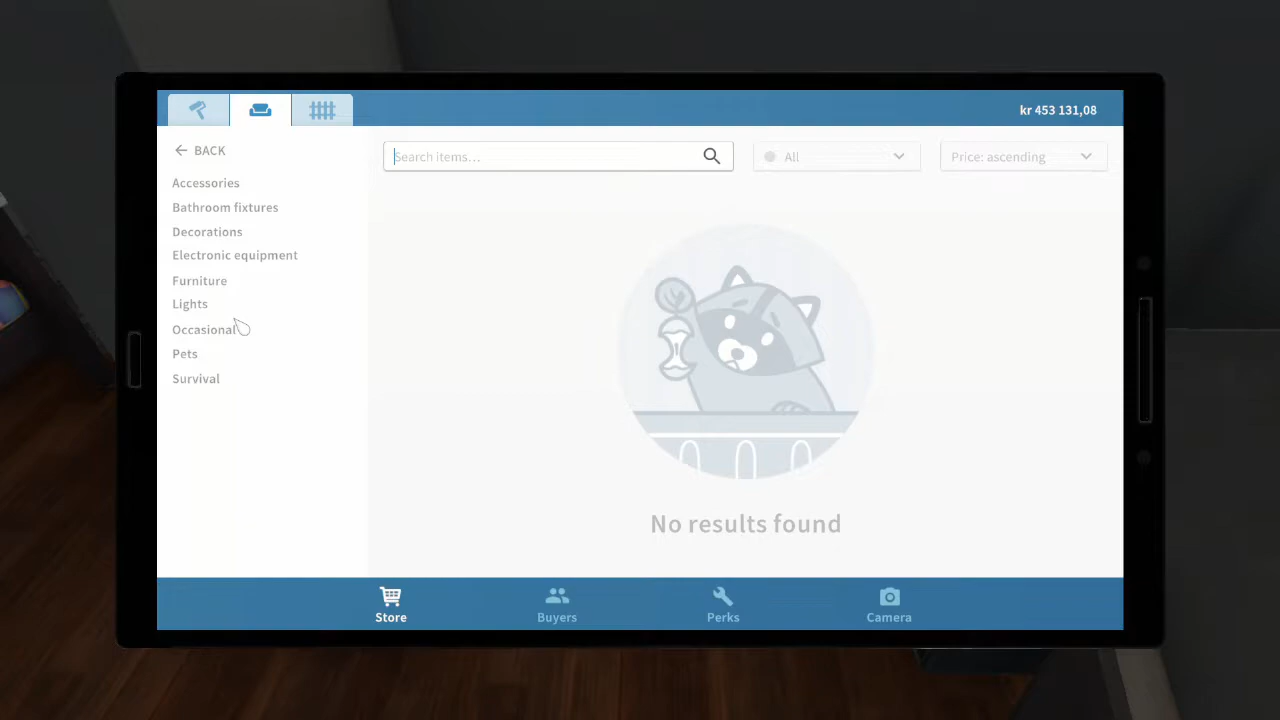 kr 453 131,08
BACK
Search items...
All
Price: ascending
Accessories
Bathroom fixtures
Decorations
Electronic equipment
Furniture
Lights
Occasional
Pets
Survival
No results found
Store
Buyers
Perks
Camera